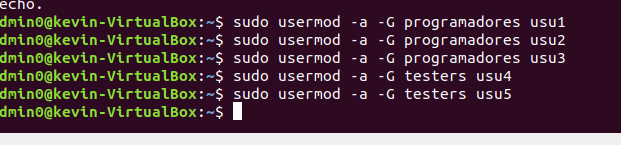 echo.
dmin0@kevin-VirtualBox:~$ sudo usermod -a -G programadores usu1
dmin0@kevin-VirtualBox:~$ sudo usermod -a -G programadores usu2
dmin0@kevin-VirtualBox:~$ sudo usermod -a -G programadores usu3
dmin0@kevin-VirtualBox:~$ sudo usermod -a -G testers usu4
dmin0@kevin-VirtualBox:~$ sudo usermod -a -G testers usu5
dmin0@kevin-VirtualBox:~$